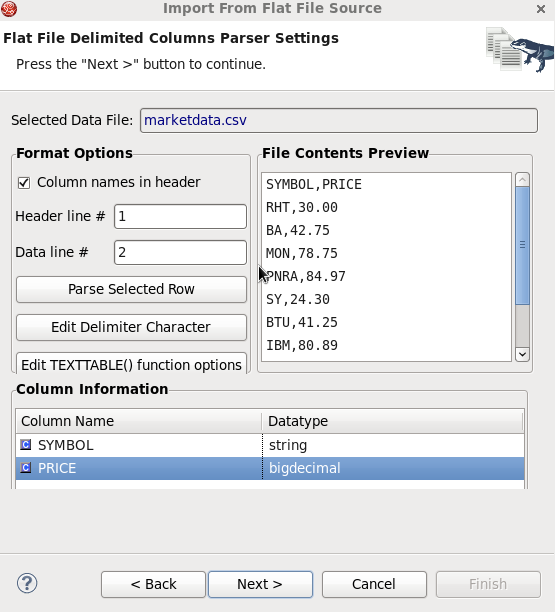 Import From Flat File Source
Flat File Delimited Columns Parser Settings
Press the "Next >" button to continue.
Selected Data File: marketdata.csv
Format Options
Column names in header
Header line # 1
Data line # 2
Parse Selected Row
Edit Delimiter Character
Edit TEXTTABLE() function options
File Contents Preview
SYMBOL,PRICE
RHT,30.00
BA,42.75
MON,78.75
PNRA,84.97
SY,24.30
BTU,41.25
IBM,80.89
Column Information
Column Name Datatype
SYMBOL string
PRICE bigdecimal
? < Back Next > Cancel Finish